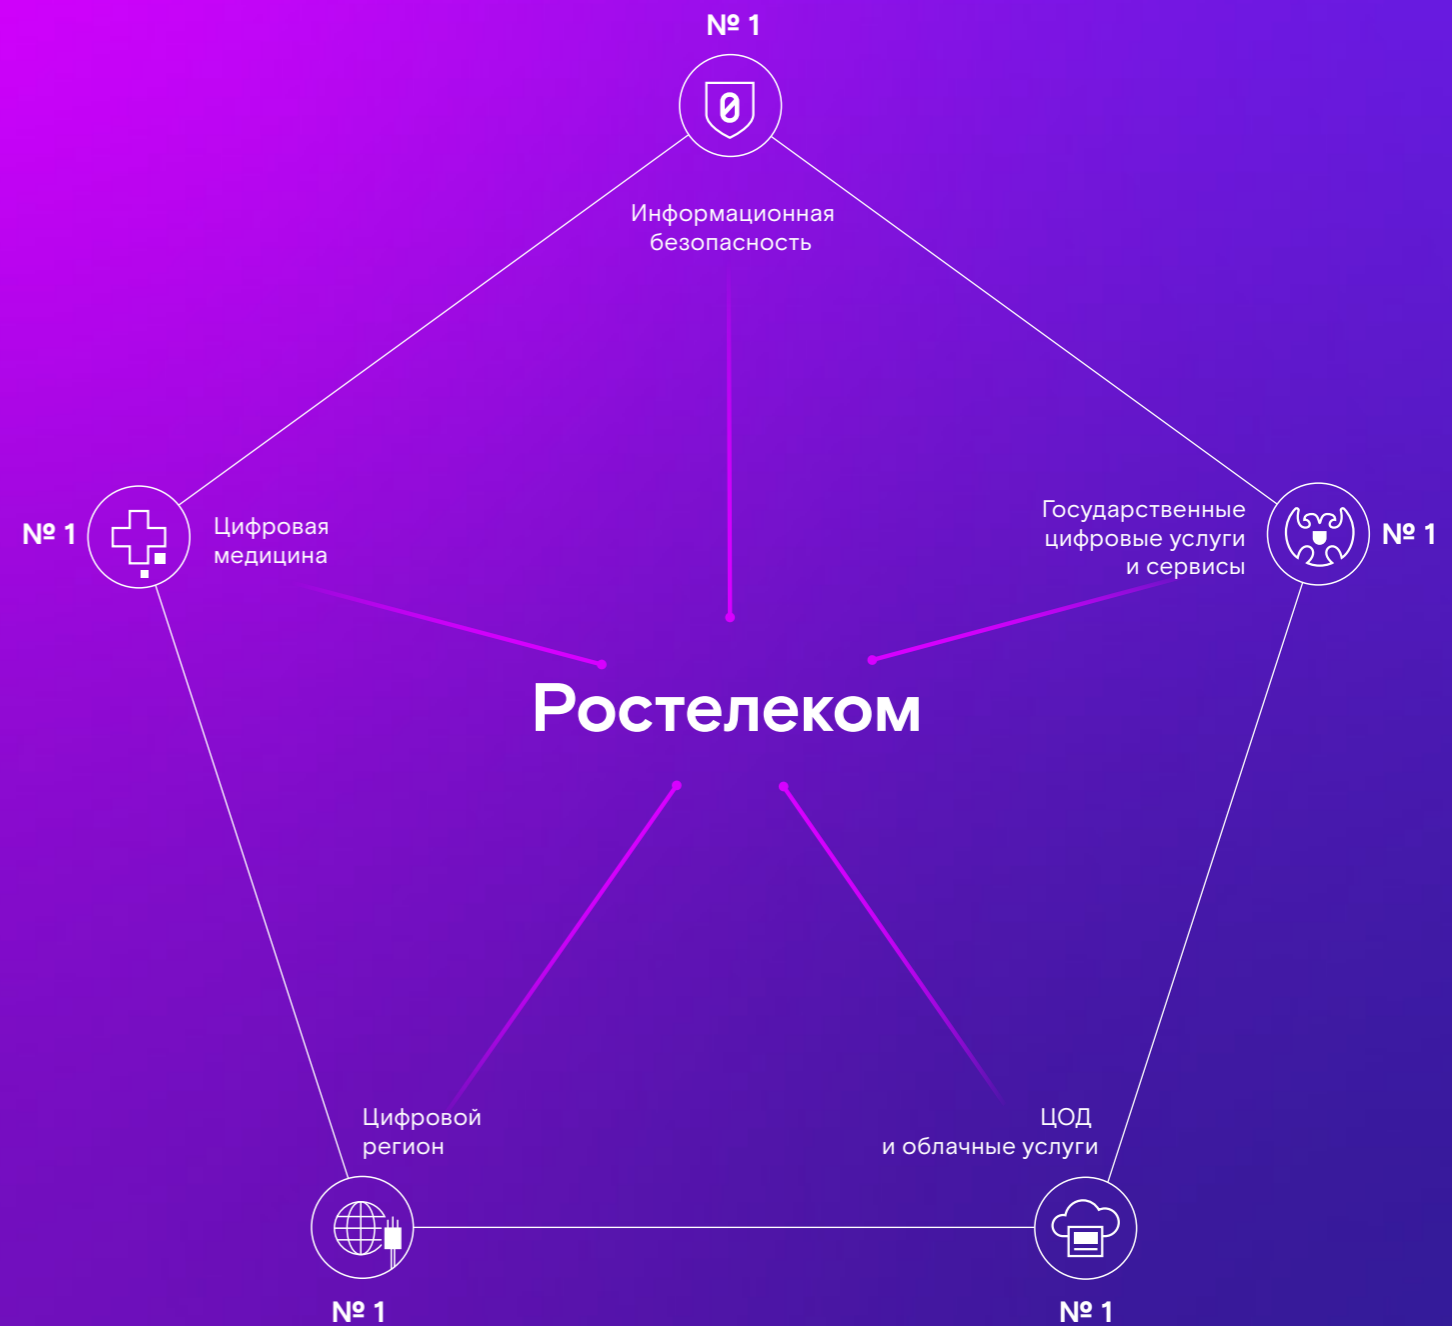 № 1
0
Информационная
безопасность
№ 1
Цифровая
медицина
Государственные
цифровые услуги
и сервисы
№ 1
Ростелеком
Цифровой
регион
№ 1
ЦОД
и облачные услуги
№ 1